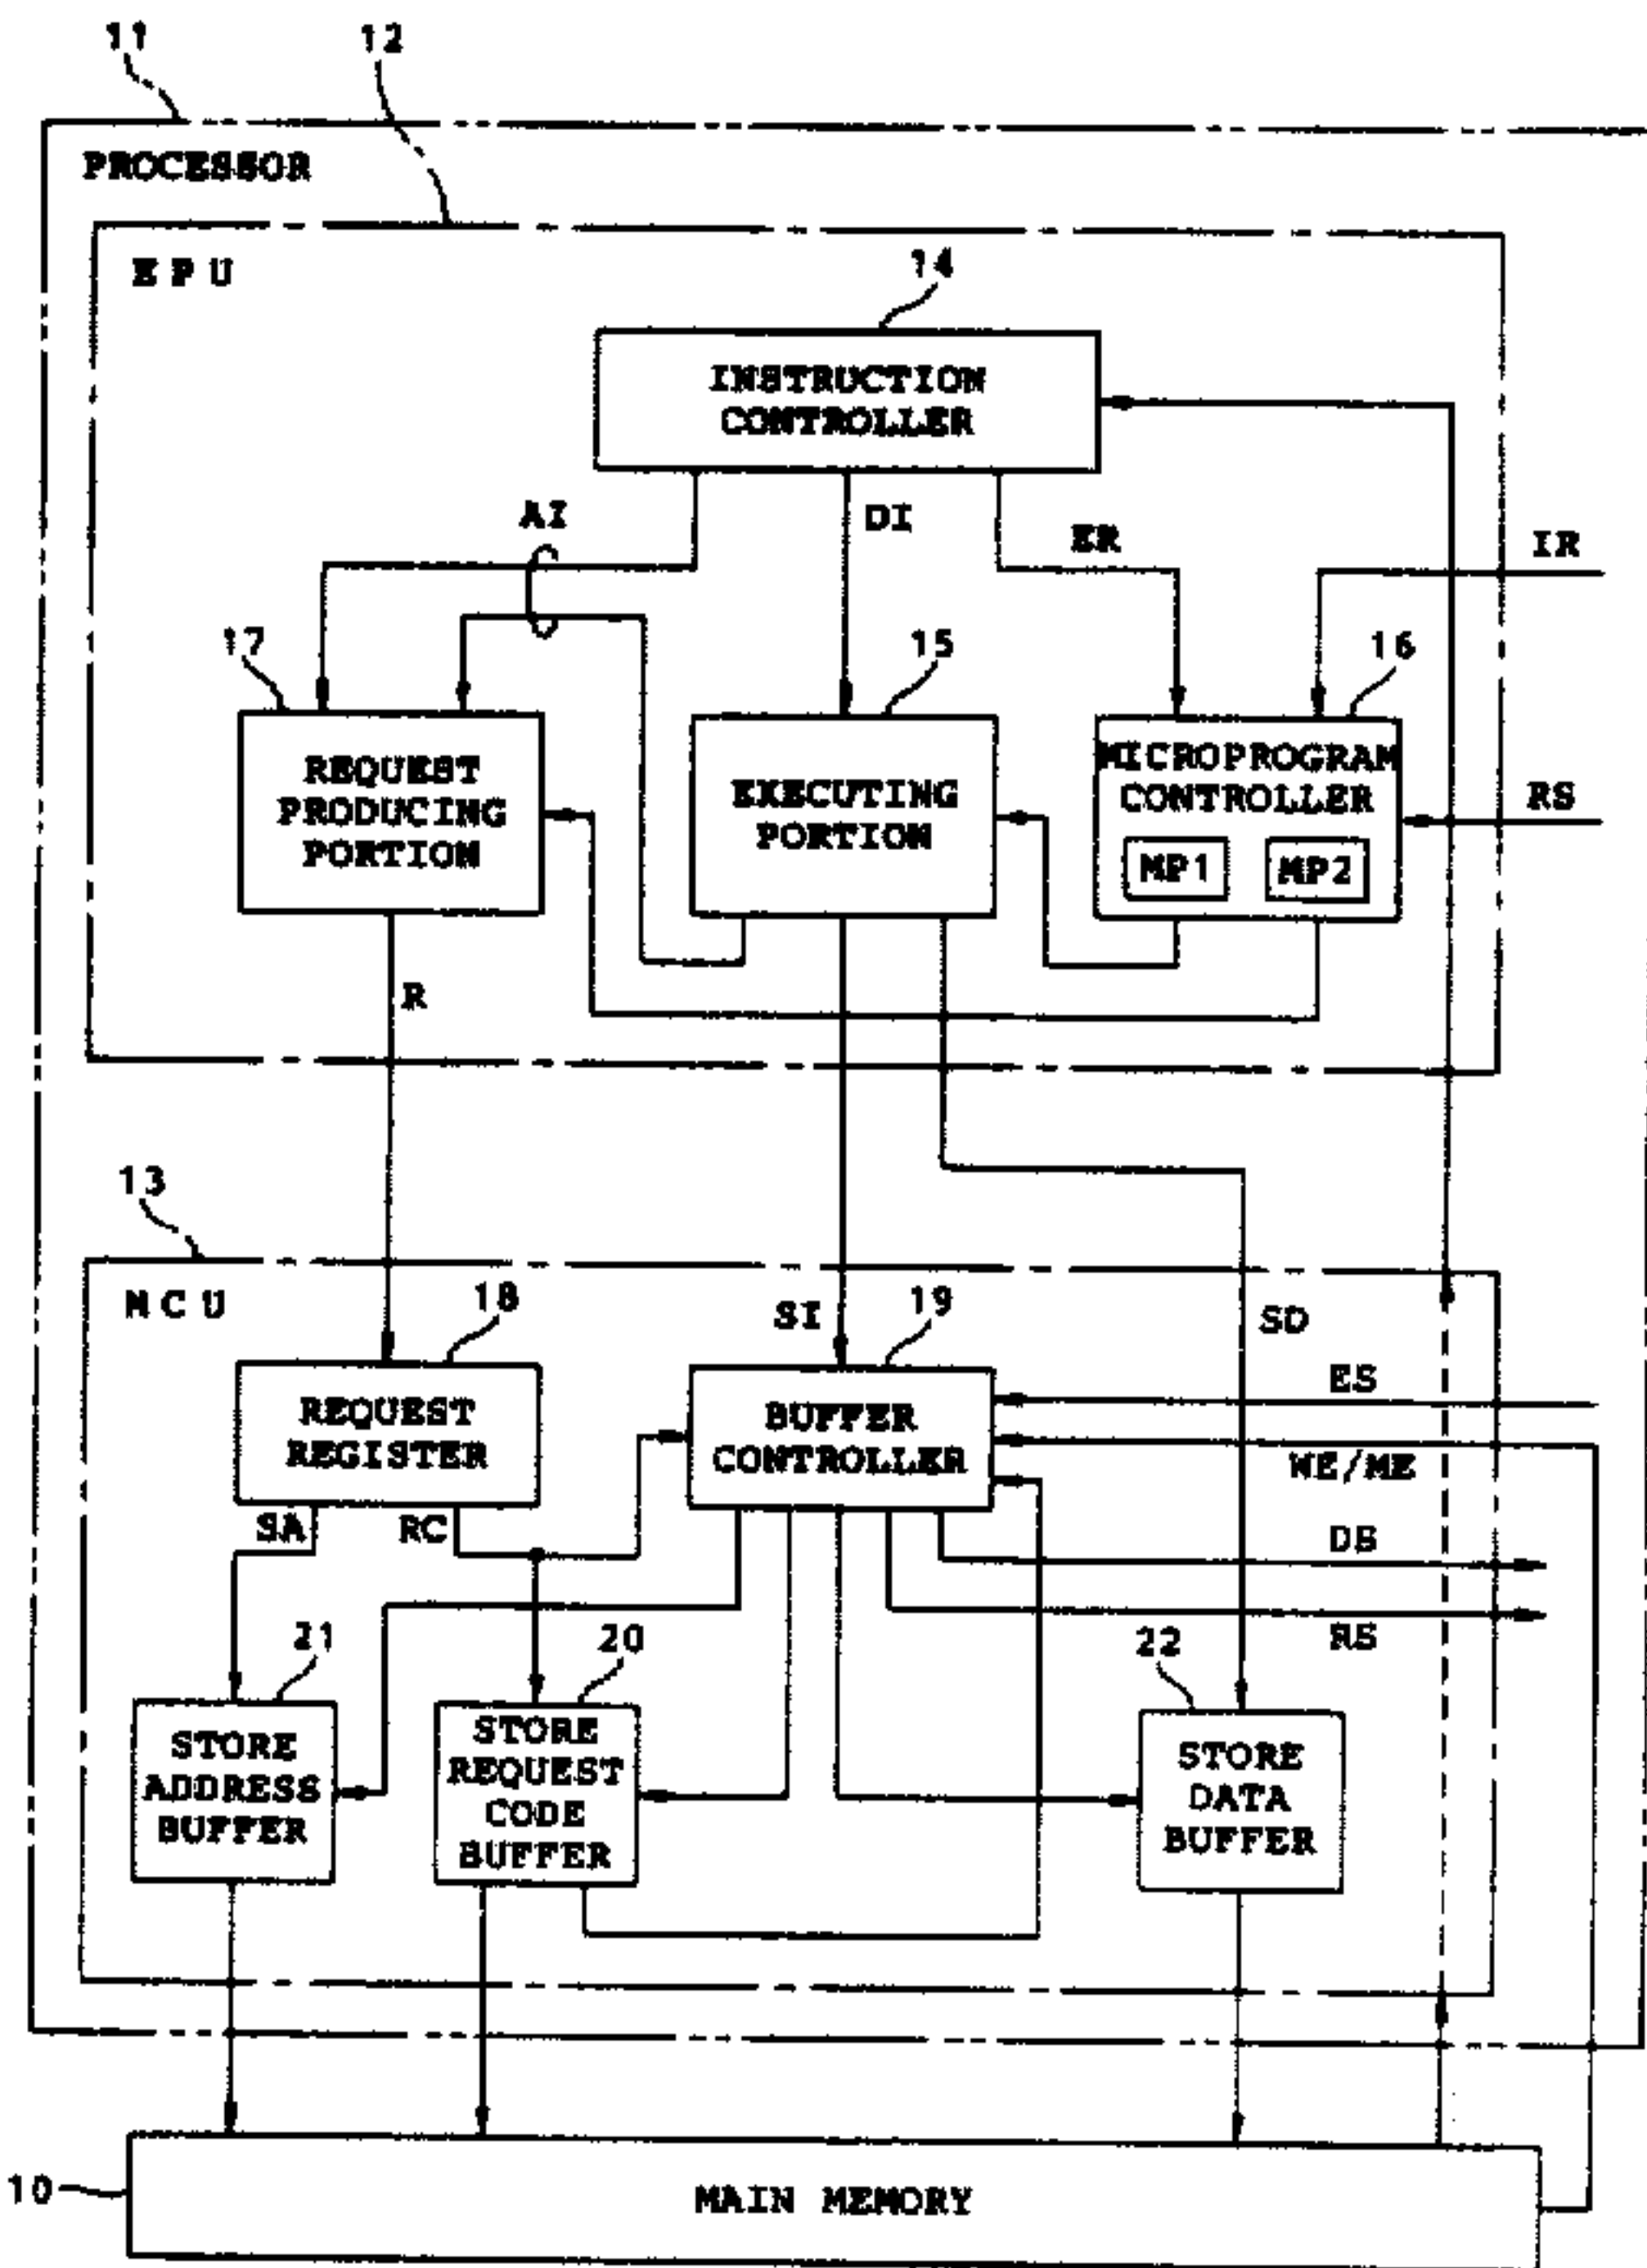 11
12
PROCESSOR
EPU
14
INSTRUCTION
CONTROLLER
AI
DI
ER
IR
17
15
16
REQUEST
PRODUCING
PORTION
EXECUTING
PORTION
MICROPROGRAM
CONTROLLER
MP1
MP2
RS
R
13
MCU
18
SI
19
SD
REQUEST
REGISTER
BUFFER
CONTROLLER
ES
WE/ME
SA
RC
DB
RS
21
20
22
STORE
ADDRESS
BUFFER
STORE
REQUEST
CODE
BUFFER
STORE
DATA
BUFFER
10
MAIN MEMORY